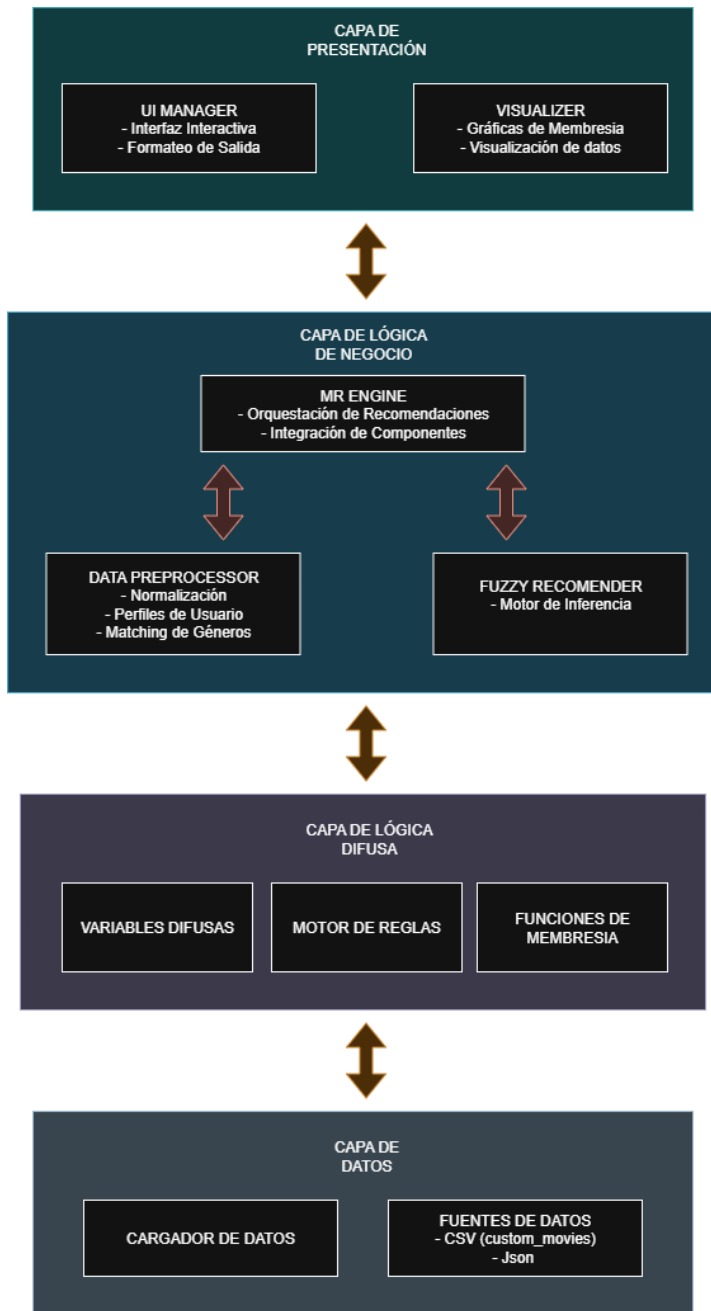 CAPA DE
PRESENTACIÓN
UI MANAGER
- Interfaz Interactiva
- Formateo de Salida
VISUALIZER
- Gráficas de Membresia
- Visualización de datos
CAPA DE LÓGICA
DE NEGOCIO
MR ENGINE
- Orquestación de Recomendaciones
- Integración de Componentes
DATA PREPROCESSOR
- Normalización
- Perfiles de Usuario
- Matching de Géneros
FUZZY RECOMENDER
- Motor de Inferencia
CAPA DE LÓGICA
DIFUSA
VARIABLES DIFUSAS
MOTOR DE REGLAS
FUNCIONES DE
MEMBRESIA
CAPA DE
DATOS
CARGADOR DE DATOS
FUENTES DE DATOS
- CSV (custom_movies)
- Json